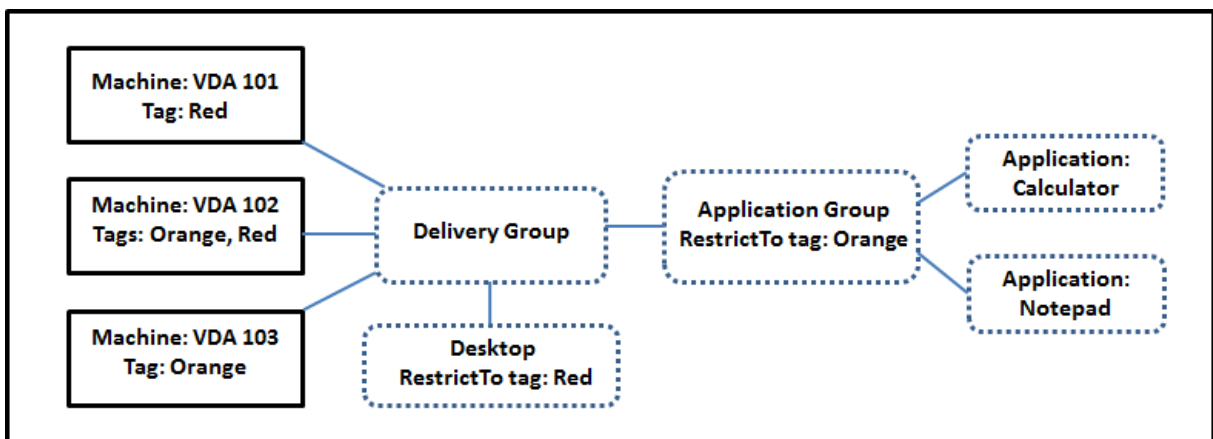 Machine: VDA 101
Tag: Red
Machine: VDA 102
Tags: Orange, Red
Machine: VDA 103
Tag: Orange
Delivery Group
Desktop
RestrictTo tag: Red
Application Group
RestrictTo tag: Orange
Application:
Calculator
Application:
Notepad